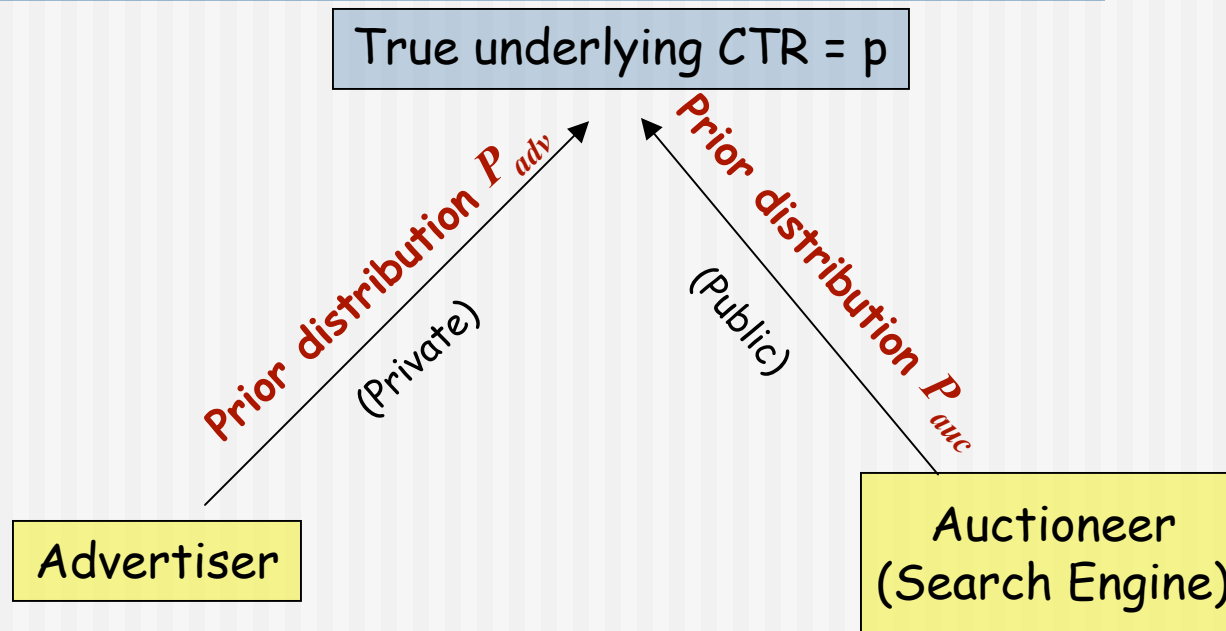 True underlying CTR = p
Prior distribution P adv
(Private)
Prior distribution P auc
(Public)
Advertiser
Auctioneer
(Search Engine)